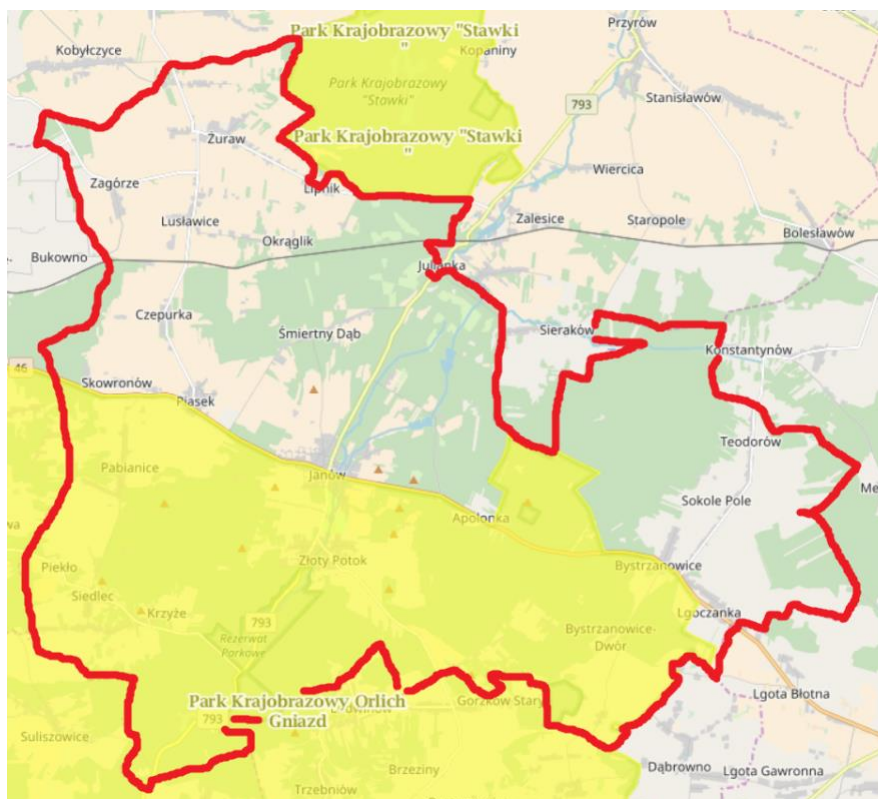 Park Krajobrazowy "Stawki
"
Przyrów
Kobyłczyce
Kopaniny
Park Krajobrazowy
"Stawki"
Stanisławów
793
Park Krajobrazowy "Stawki
"
Żuraw
Wiercica
Zagórze
Lipnik
Lusławice
Zalesice
Staropole
Bolesławów
Okrąglik
Bukowno
Julianka
Czepurka
Śmiertny Dąb
Sieraków
Konstantynów
46
Skowronów
Piasek
Teodorów
Pabianice
Janów
Sokole Pole
Apolonka
Złoty Potok
Bystrzanowice
Piekło
Siedlec
Krzyże
793
Lgoczanka
Rezerwat
Parkowe
Bystrzanowice-
Dwór
Park Krajobrazowy Orlich
Gniazd
Gorzków Stary
Lgota Błotna
793
Suliszowice
Brzeziny
Dąbrowno
Lgota Gawronna
Trzebniów